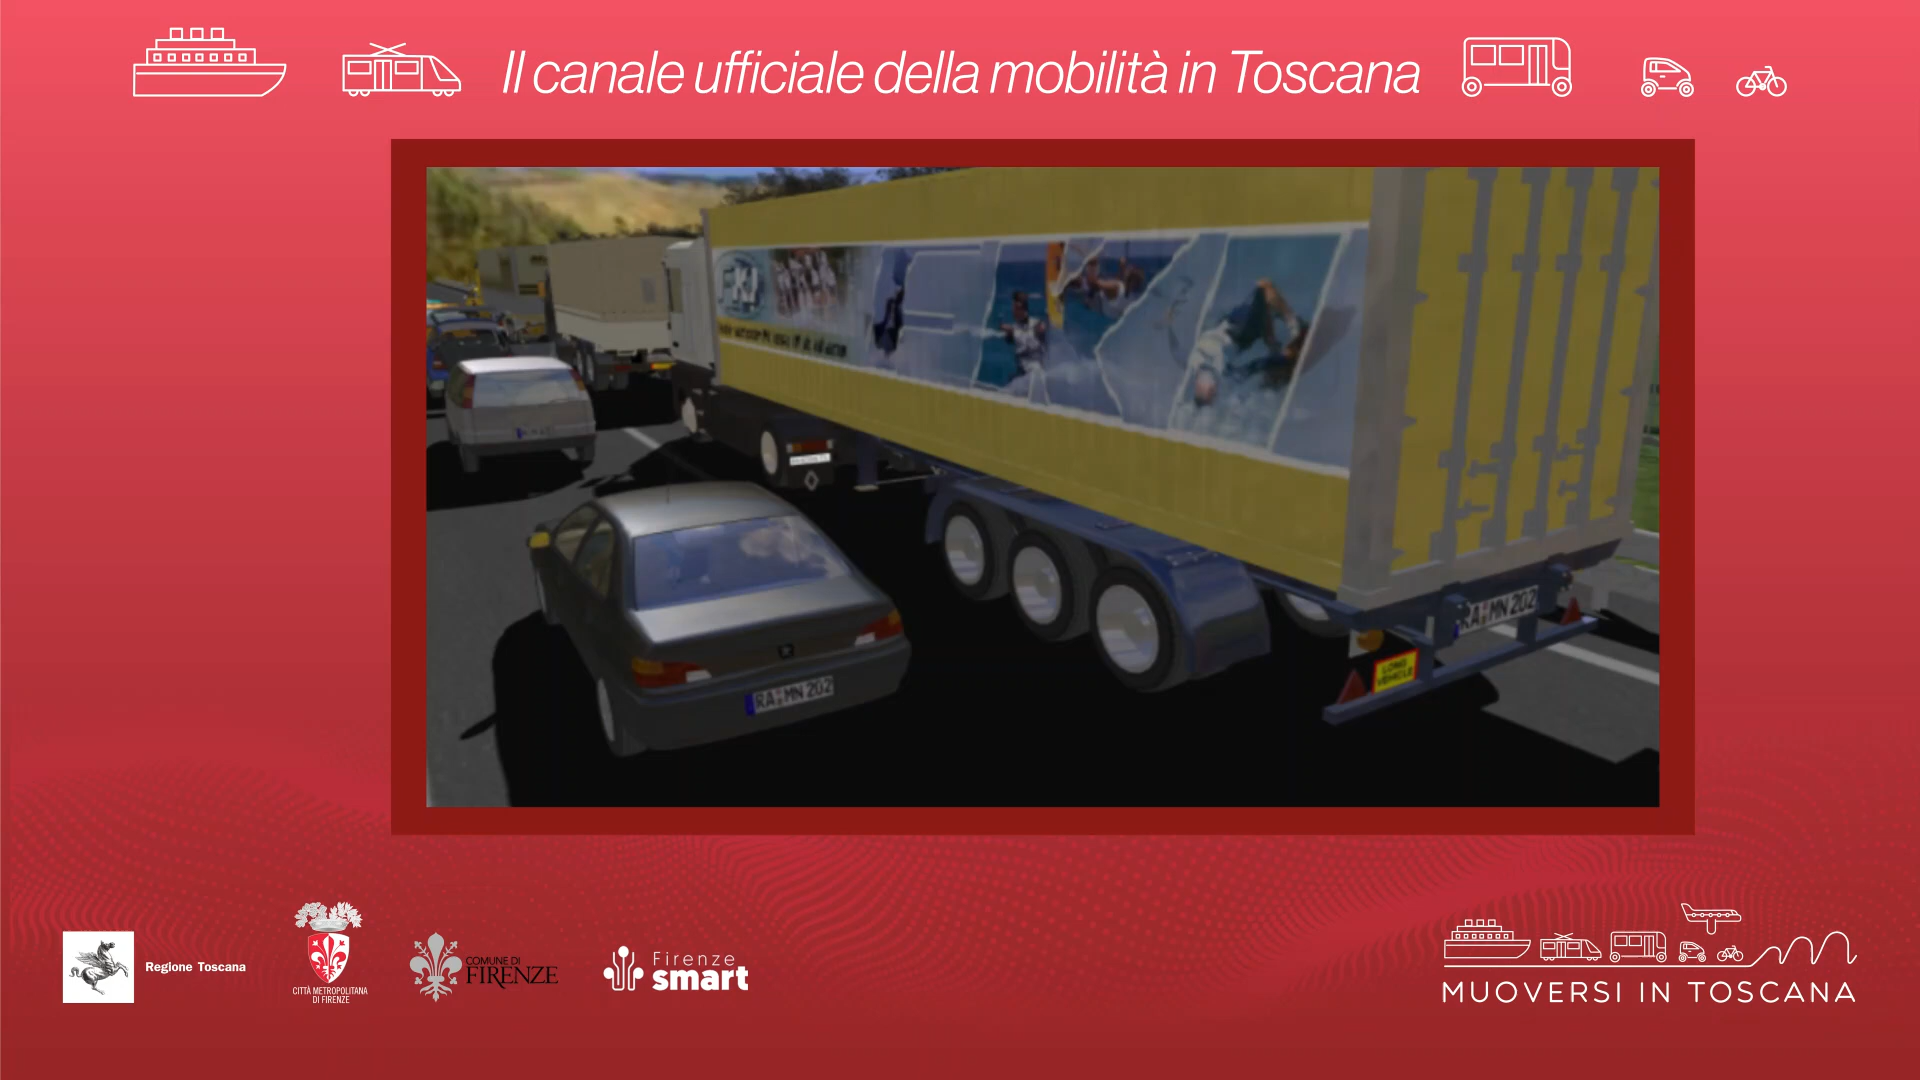 Il canale ufficiale della mobilità in Toscana
RA MN 202
LONG
VEHICLE
RA MN 202
Regione Toscana
CITTÀ METROPOLITANA
DI FIRENZE
COMUNE DI
FIRENZE
Firenze
smart
MUOVERSI IN TOSCANA